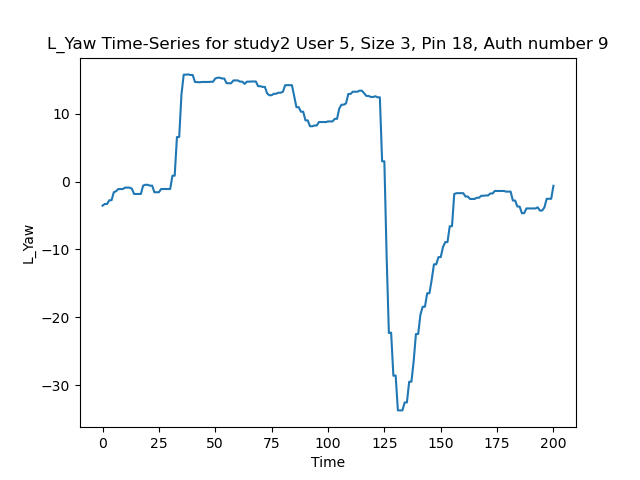 L_Yaw Time-Series for study2 User 5, Size 3, Pin 18, Auth number 9
10
0
−10
−20
−30
L_Yaw
0 25 50 75 100 125 150 175 200
Time